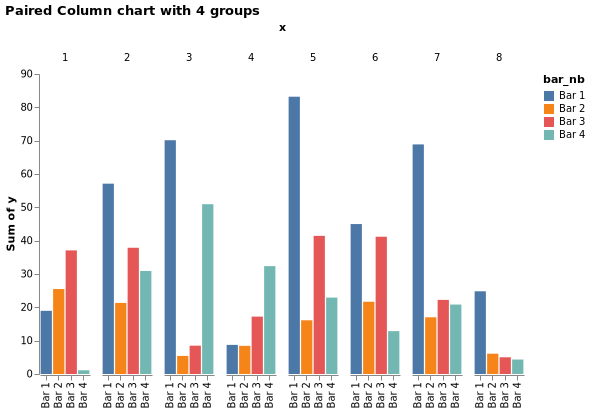 Paired Column chart with 4 groups
x
1 2 3 4 5 6 7 8
bar_nb
Bar 1
Bar 2
Bar 3
Bar 4
Sum of y
90
80
70
60
50
40
30
20
10
0
Bar 1 Bar 2 Bar 3 Bar 4 Bar 1 Bar 2 Bar 3 Bar 4 Bar 1 Bar 2 Bar 3 Bar 4 Bar 1 Bar 2 Bar 3 Bar 4 Bar 1 Bar 2 Bar 3 Bar 4 Bar 1 Bar 2 Bar 3 Bar 4 Bar 1 Bar 2 Bar 3 Bar 4 Bar 1 Bar 2 Bar 3 Bar 4